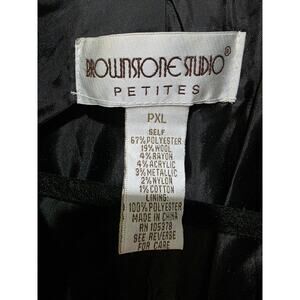 BROWNSTONE STUDIO®
PETITES
PXL
SELF
67% POLYESTER
19% WOOL
4% RAYON
4% ACRYLIC
3% METALLIC
2% NYLON
1% COTTON
LINING:
100% POLYESTER
MADE IN CHINA
RN 105378
SEE REVERSE
FOR CARE